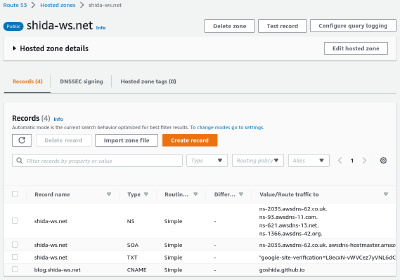 Route 53 > Hosted zones > shida-ws.net
Public shida-ws.net Info
Delete zone Test record Configure query logging
Hosted zone details
Edit hosted zone
Records (4) DNSSEC signing Hosted zone tags (0)
Records (4) Info
Automatic mode is the current search behavior optimized for best filter results. To change modes go to settings.
Delete record Import zone file Create record
Filter records by property or value
Type Routing policy Alias 1
Record name Type Routin... Differ... Value/Route traffic to
shida-ws.net NS Simple -
ns-2035.awsdns-62.co.uk.
ns-93.awsdns-11.com.
ns-621.awsdns-13.net.
ns-1366.awsdns-42.org.
shida-ws.net SOA Simple - ns-2035.awsdns-62.co.uk. awsdns-hostmaster.amazo
shida-ws.net TXT Simple -
blog.shida-ws.net CNAME Simple - goshida.github.io